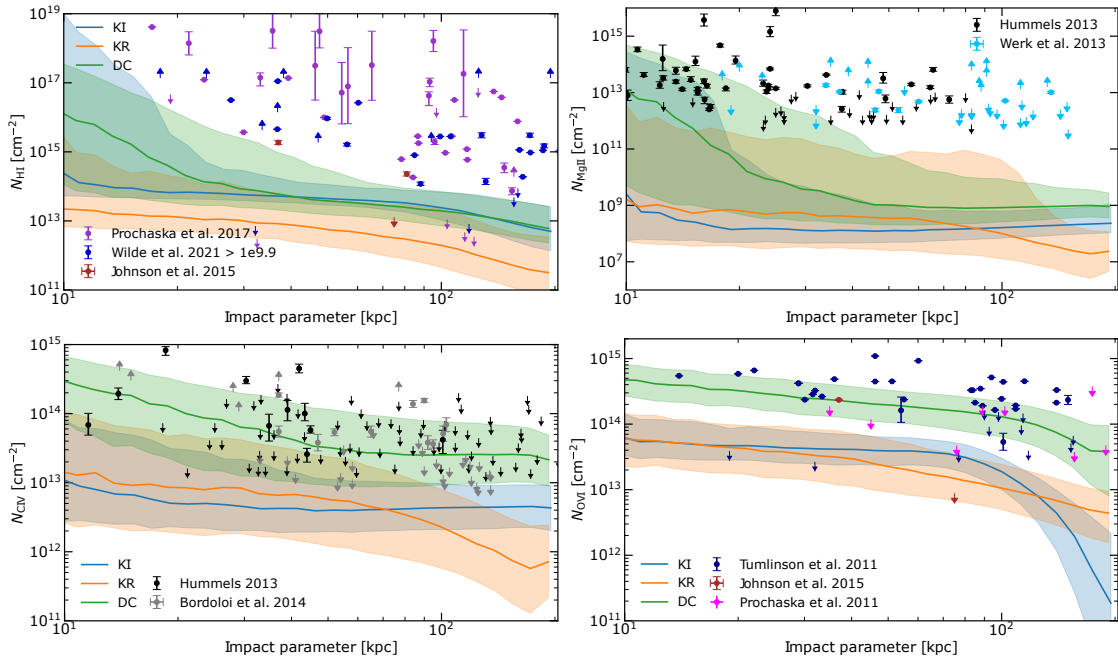 10^19
10^17
10^15
10^13
10^11
N_HI [cm^−2]
KI
KR
DC
Prochaska et al. 2017
Wilde et al. 2021 > 1e9.9
Johnson et al. 2015
10^1
10^2
Impact parameter [kpc]
10^15
10^13
10^11
10^9
10^7
N_MgII [cm^−2]
Hummels 2013
Werk et al. 2013
10^1
10^2
Impact parameter [kpc]
10^15
10^14
10^13
10^12
10^11
N_CIV [cm^−2]
KI
KR
DC
Hummels 2013
Bordoloi et al. 2014
10^1
10^2
Impact parameter [kpc]
10^15
10^14
10^13
10^12
10^11
N_OVI [cm^−2]
KI
KR
DC
Tumlinson et al. 2011
Johnson et al. 2015
Prochaska et al. 2011
10^1
10^2
Impact parameter [kpc]